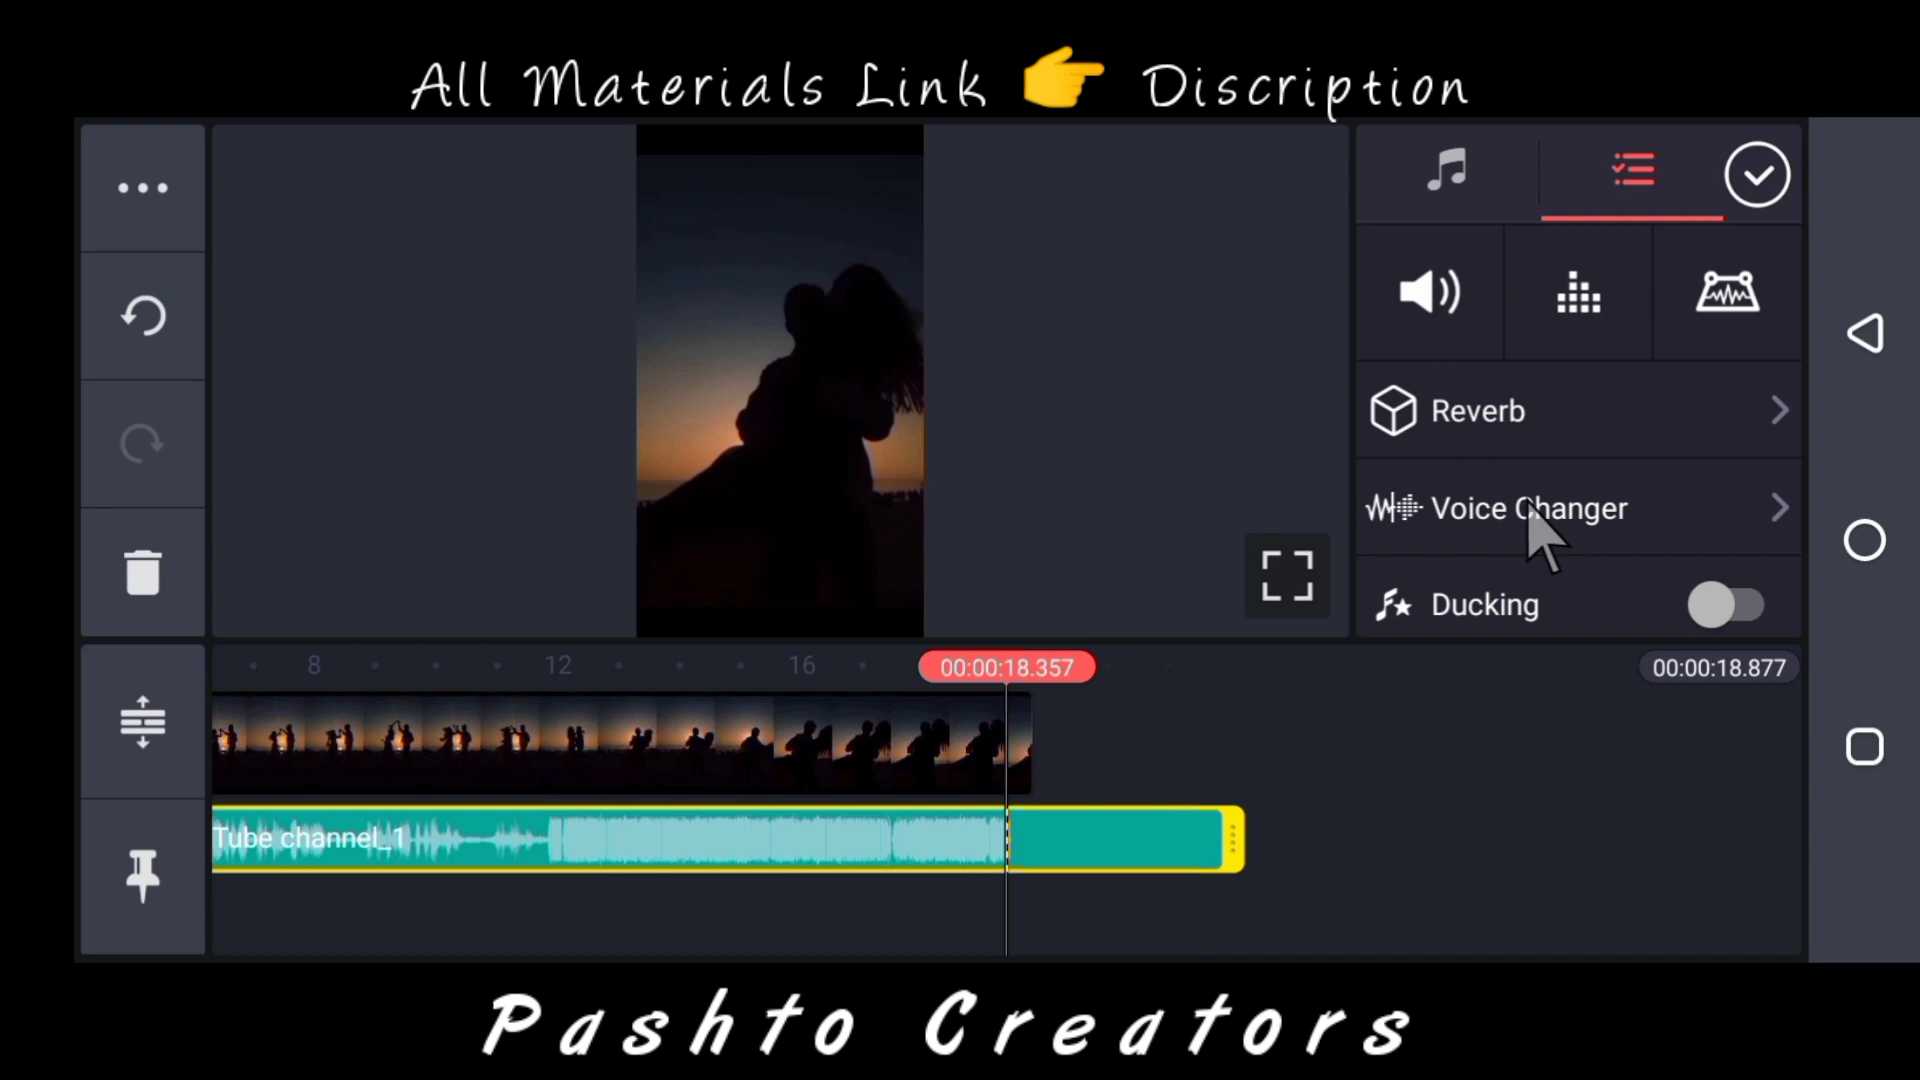 All Materials Link 👉 Discription
Reverb
Voice Changer
Ducking
8 12 16 00:00:18.357 00:00:18.877
Tube channel_1
Pashto Creators